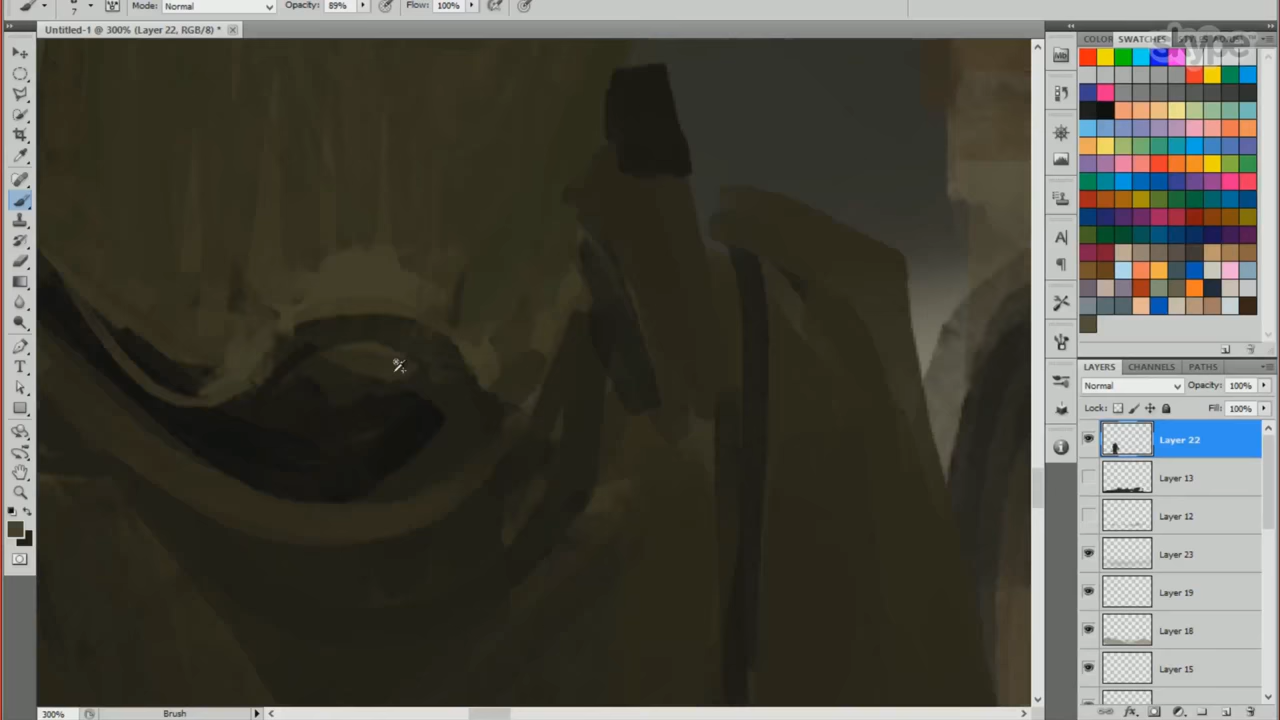 7 Mode: Normal Opacity: 89% Flow: 100%
Untitled-1 @ 300% (Layer 22, RGB/8) *
COLOR SWATCHES
skype
LAYERS CHANNELS PATHS
Normal Opacity: 100%
Lock: Fill: 100%
Layer 22
Layer 13
Layer 12
Layer 23
Layer 19
Layer 18
Layer 15
300% Brush